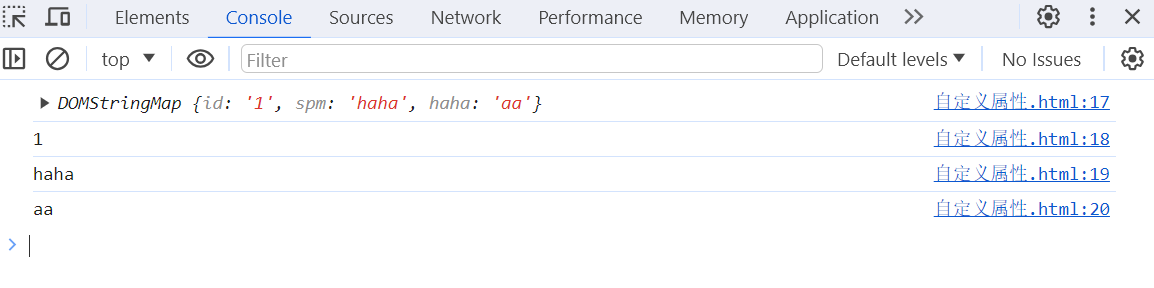 Elements Console Sources Network Performance Memory Application
top Filter Default levels No Issues
DOMStringMap {id: '1', spm: 'haha', haha: 'aa'} 自定义属性.html:17
1 自定义属性.html:18
haha 自定义属性.html:19
aa 自定义属性.html:20